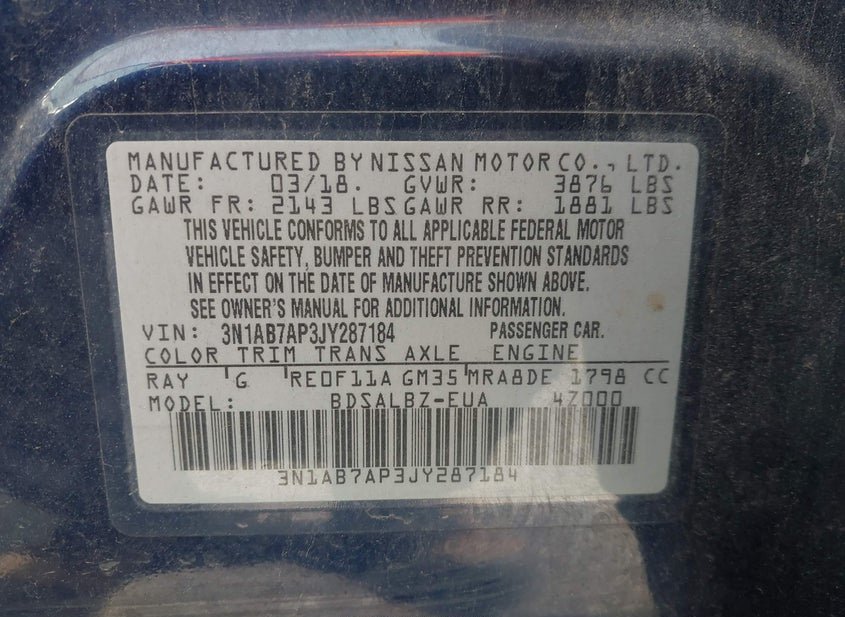 MANUFACTURED BY NISSAN MOTOR CO., LTD.
DATE: 03/18. GVWR: 3876 LBS
GAWR FR: 2143 LBS GAWR RR: 1881 LBS
THIS VEHICLE CONFORMS TO ALL APPLICABLE FEDERAL MOTOR
VEHICLE SAFETY, BUMPER AND THEFT PREVENTION STANDARDS
IN EFFECT ON THE DATE OF MANUFACTURE SHOWN ABOVE.
SEE OWNER'S MANUAL FOR ADDITIONAL INFORMATION.
VIN: 3N1AB7AP3JY287184 PASSENGER CAR.
COLOR TRIM TRANS AXLE ENGINE
RAY G RE0F11A GM35 MRA8DE 1798 CC
MODEL: BDSALBZ-EUA 47000
3N1AB7AP3JY287184